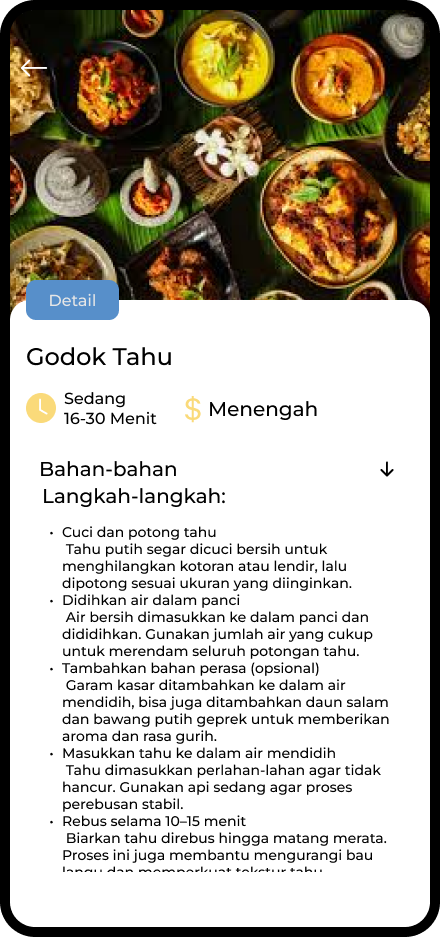 Detail
Godok Tahu
Sedang
16-30 Menit
$ Menengah
Bahan-bahan
Langkah-langkah:
• Cuci dan potong tahu
Tahu putih segar dicuci bersih untuk
menghilangkan kotoran atau lendir, lalu
dipotong sesuai ukuran yang diinginkan.
• Didihkan air dalam panci
Air bersih dimasukkan ke dalam panci dan
dididihkan. Gunakan jumlah air yang cukup
untuk merendam seluruh potongan tahu.
• Tambahkan bahan perasa (opsional)
Garam kasar ditambahkan ke dalam air
mendidih, bisa juga ditambahkan daun salam
dan bawang putih geprek untuk memberikan
aroma dan rasa gurih.
• Masukkan tahu ke dalam air mendidih
Tahu dimasukkan perlahan-lahan agar tidak
hancur. Gunakan api sedang agar proses
perebusan stabil.
• Rebus selama 10–15 menit
Biarkan tahu direbus hingga matang merata.
Proses ini juga membantu mengurangi bau
langu dan memperkuat tekstur tahu.